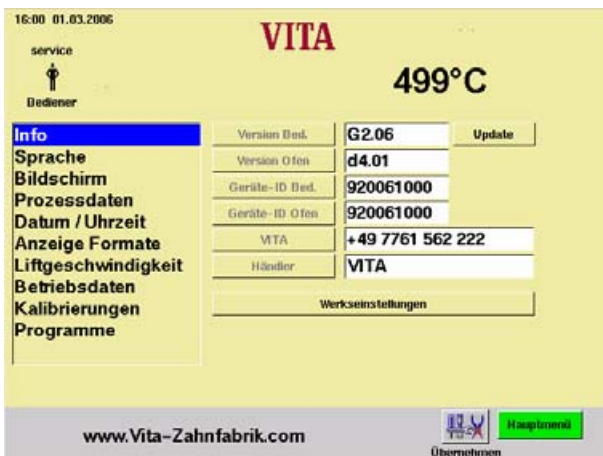 16:00 01.03.2006
VITA
service
499°C
Bediener
Info
Sprache
Bildschirm
Prozessdaten
Datum / Uhrzeit
Anzeige Formate
Liftgeschwindigkeit
Betriebsdaten
Kalibrierungen
Programme
Version Bed. G2.06 Update
Version Ofen d4.01
Geräte-ID Bed. 920061000
Geräte-ID Ofen 920061000
VITA +49 7761 562 222
Händler VITA
Werkseinstellungen
www.Vita-Zahnfabrik.com
Übernehmen
Hauptmenü